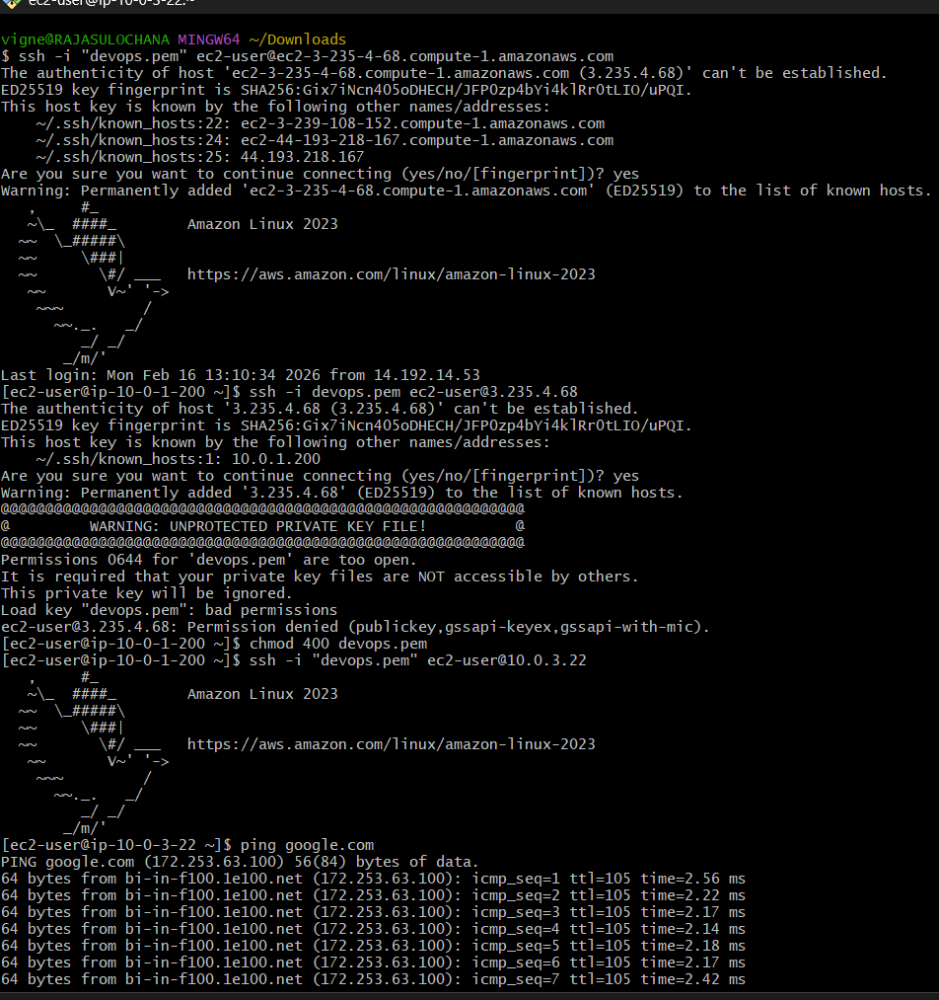 ec2-user@ip-10-0-3-22:~
vigne@RAJASULOCHANA MINGW64 ~/Downloads
$ ssh -i "devops.pem" ec2-user@ec2-3-235-4-68.compute-1.amazonaws.com
The authenticity of host 'ec2-3-235-4-68.compute-1.amazonaws.com (3.235.4.68)' can't be established.
ED25519 key fingerprint is SHA256:Gix7iNcn4O5oDHECH/JFPOzp4bYi4klRr0tLIO/uPQI.
This host key is known by the following other names/addresses:
    ~/.ssh/known_hosts:22: ec2-3-239-108-152.compute-1.amazonaws.com
    ~/.ssh/known_hosts:24: ec2-44-193-218-167.compute-1.amazonaws.com
    ~/.ssh/known_hosts:25: 44.193.218.167
Are you sure you want to continue connecting (yes/no/[fingerprint])? yes
Warning: Permanently added 'ec2-3-235-4-68.compute-1.amazonaws.com' (ED25519) to the list of known hosts.
   ,     #_
   ~\_  ####_        Amazon Linux 2023
  ~~  \_#####\
  ~~     \###|
  ~~       \#/ ___   https://aws.amazon.com/linux/amazon-linux-2023
   ~~       V~' '->
    ~~~         /
      ~~._.   _/
         _/ _/
       _/m/'
Last login: Mon Feb 16 13:10:34 2026 from 14.192.14.53
[ec2-user@ip-10-0-1-200 ~]$ ssh -i devops.pem ec2-user@3.235.4.68
The authenticity of host '3.235.4.68 (3.235.4.68)' can't be established.
ED25519 key fingerprint is SHA256:Gix7iNcn4O5oDHECH/JFPOzp4bYi4klRr0tLIO/uPQI.
This host key is known by the following other names/addresses:
    ~/.ssh/known_hosts:1: 10.0.1.200
Are you sure you want to continue connecting (yes/no/[fingerprint])? yes
Warning: Permanently added '3.235.4.68' (ED25519) to the list of known hosts.
@@@@@@@@@@@@@@@@@@@@@@@@@@@@@@@@@@@@@@@@@@@@@@@@@@@@@@@@@@@
@         WARNING: UNPROTECTED PRIVATE KEY FILE!          @
@@@@@@@@@@@@@@@@@@@@@@@@@@@@@@@@@@@@@@@@@@@@@@@@@@@@@@@@@@@
Permissions 0644 for 'devops.pem' are too open.
It is required that your private key files are NOT accessible by others.
This private key will be ignored.
Load key "devops.pem": bad permissions
ec2-user@3.235.4.68: Permission denied (publickey,gssapi-keyex,gssapi-with-mic).
[ec2-user@ip-10-0-1-200 ~]$ chmod 400 devops.pem
[ec2-user@ip-10-0-1-200 ~]$ ssh -i "devops.pem" ec2-user@10.0.3.22
   ,     #_
   ~\_  ####_        Amazon Linux 2023
  ~~  \_#####\
  ~~     \###|
  ~~       \#/ ___   https://aws.amazon.com/linux/amazon-linux-2023
   ~~       V~' '->
    ~~~         /
      ~~._.   _/
         _/ _/
       _/m/'
[ec2-user@ip-10-0-3-22 ~]$ ping google.com
PING google.com (172.253.63.100) 56(84) bytes of data.
64 bytes from bi-in-f100.1e100.net (172.253.63.100): icmp_seq=1 ttl=105 time=2.56 ms
64 bytes from bi-in-f100.1e100.net (172.253.63.100): icmp_seq=2 ttl=105 time=2.22 ms
64 bytes from bi-in-f100.1e100.net (172.253.63.100): icmp_seq=3 ttl=105 time=2.17 ms
64 bytes from bi-in-f100.1e100.net (172.253.63.100): icmp_seq=4 ttl=105 time=2.14 ms
64 bytes from bi-in-f100.1e100.net (172.253.63.100): icmp_seq=5 ttl=105 time=2.18 ms
64 bytes from bi-in-f100.1e100.net (172.253.63.100): icmp_seq=6 ttl=105 time=2.17 ms
64 bytes from bi-in-f100.1e100.net (172.253.63.100): icmp_seq=7 ttl=105 time=2.42 ms